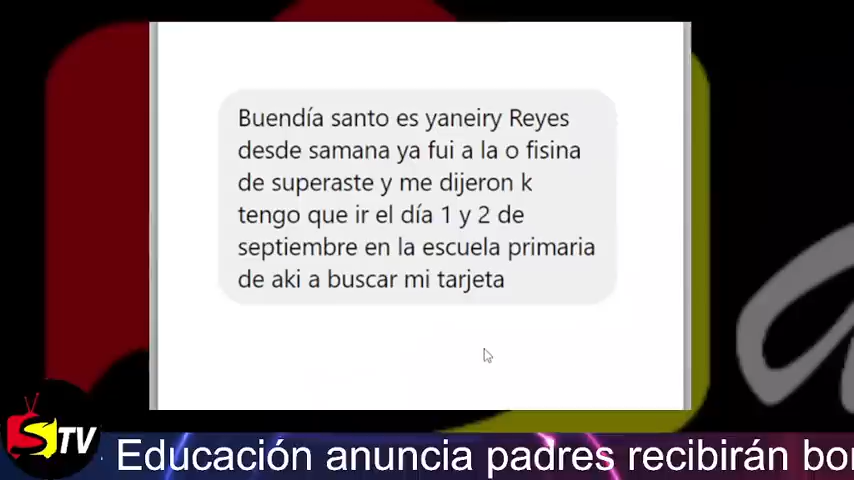 Buendía santo es yaneiry Reyes
desde samana ya fui a la o fisina
de superaste y me dijeron k
tengo que ir el día 1 y 2 de
septiembre en la escuela primaria
de aki a buscar mi tarjeta
STV
Educación anuncia padres recibirán